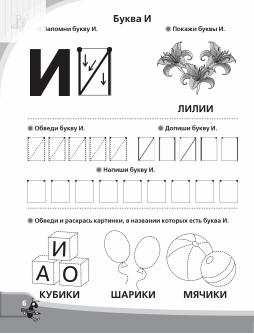 Буква И
Запомни букву И.
Покажи буквы И.
И И
ЛИЛИИ
Обведи букву И.
Допиши букву И.
Напиши букву И.
Обведи и раскрась картинки, в названии которых есть буква И.
И
А О
КУБИКИ
ШАРИКИ
МЯЧИКИ
6